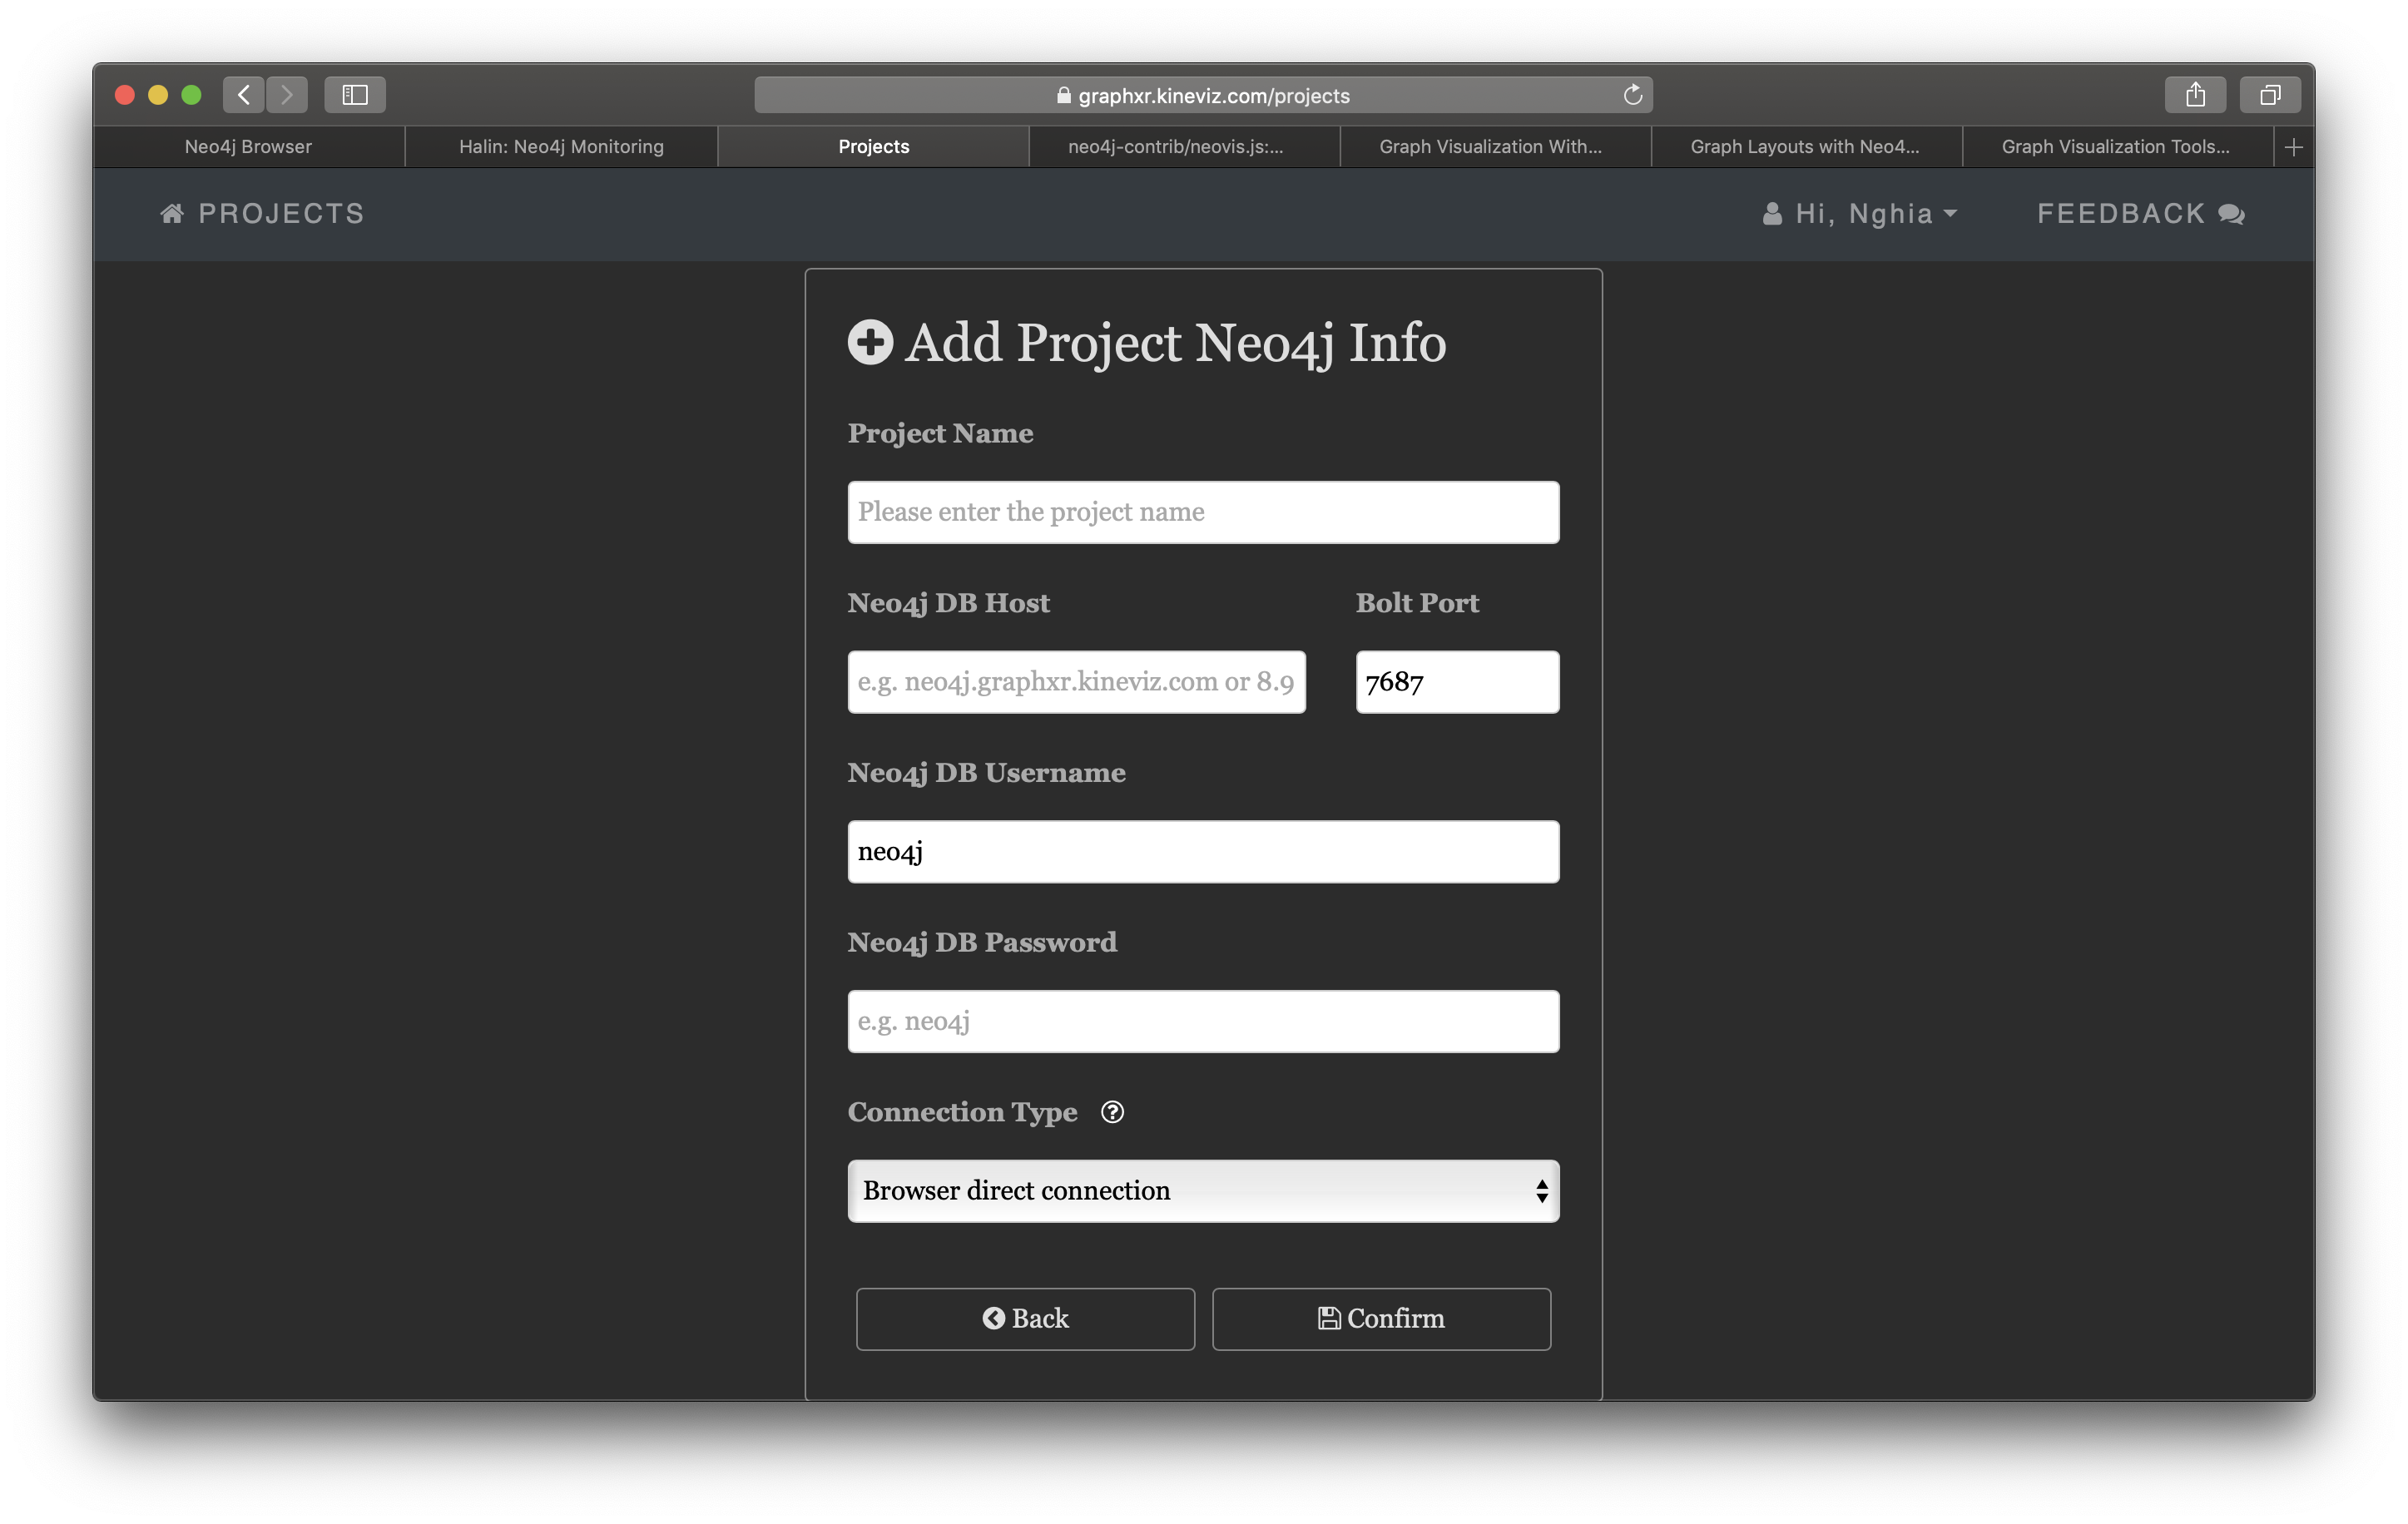 graphxr.kineviz.com/projects
Neo4j Browser
Halin: Neo4j Monitoring
Projects
neo4j-contrib/neovis.js:...
Graph Visualization With...
Graph Layouts with Neo4...
Graph Visualization Tools...
PROJECTS
Hi, Nghia
FEEDBACK
Add Project Neo4j Info
Project Name
Please enter the project name
Neo4j DB Host
Bolt Port
e.g. neo4j.graphxr.kineviz.com or 8.9
7687
Neo4j DB Username
neo4j
Neo4j DB Password
e.g. neo4j
Connection Type ?
Browser direct connection
Back
Confirm